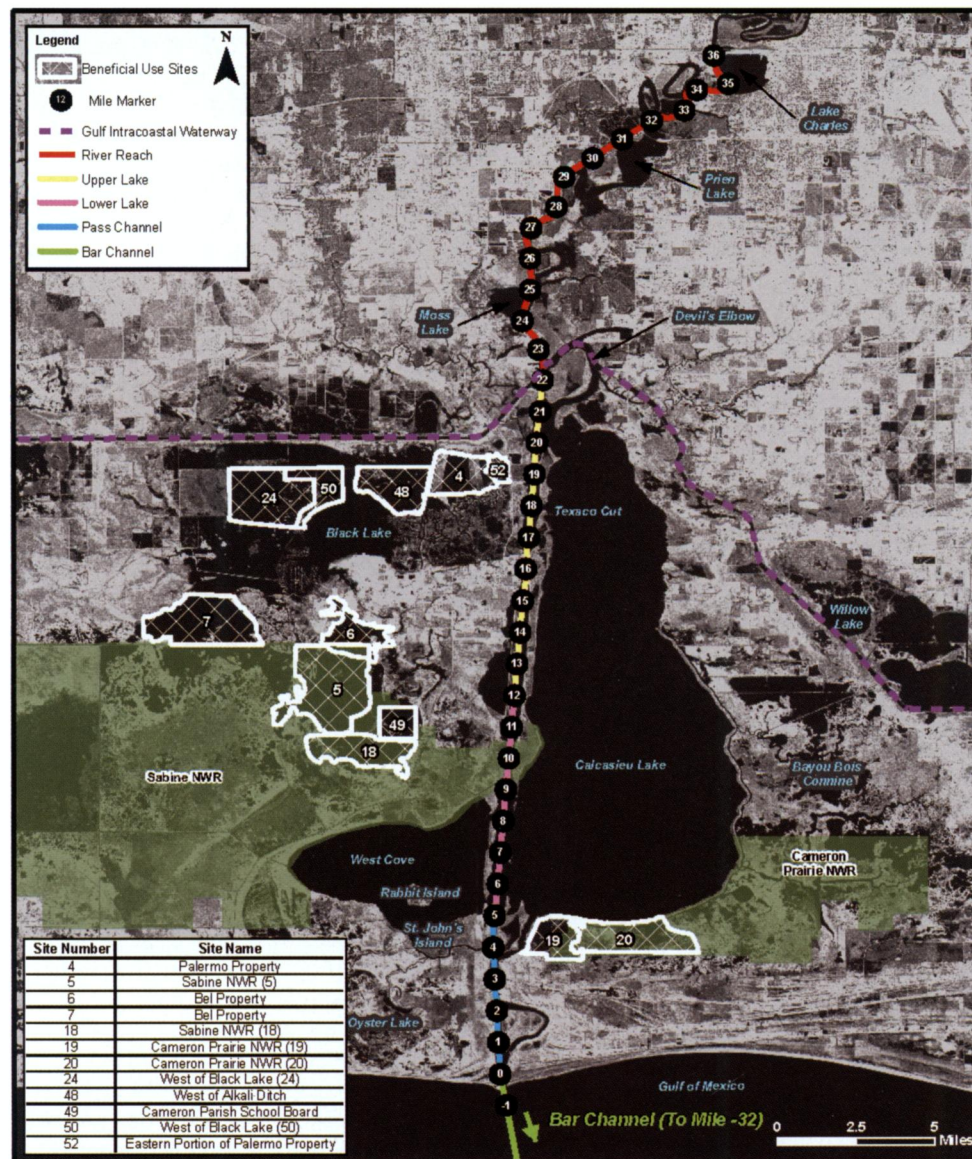 Legend
N
Beneficial Use Sites
12 Mile Marker
Gulf Intracoastal Waterway
River Reach
Upper Lake
Lower Lake
Pass Channel
Bar Channel
36
35
34
33
32
31
30
29
28
27
26
25
24
23
22
21
20
19
18
17
16
15
14
13
12
11
10
9
8
7
6
5
4
3
2
1
0
-1
Lake
Charles
Prien
Lake
Moss
Lake
Devil's Elbow
24
50
48
4
52
Black Lake
Texaco Cut
7
6
5
49
18
Willow
Lake
Sabine NWR
Calcasieu Lake
Bayou Bois
Connine
West Cove
Rabbit Island
Cameron
Prairie NWR
St. John's
Island
19
20
Oyster Lake
Gulf of Mexico
Bar Channel (To Mile -32)
0 2.5 5
Miles
Site Number Site Name
4 Palermo Property
5 Sabine NWR (5)
6 Bel Property
7 Bel Property
18 Sabine NWR (18)
19 Cameron Prairie NWR (19)
20 Cameron Prairie NWR (20)
24 West of Black Lake (24)
48 West of Alkali Ditch
49 Cameron Parish School Board
50 West of Black Lake (50)
52 Eastern Portion of Palermo Property